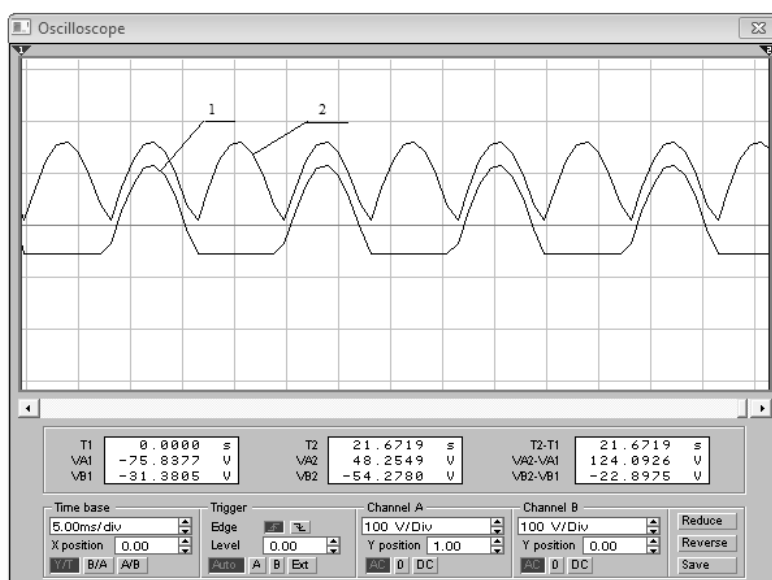 Oscilloscope
1 2
1 2
T1 0.0000 s T2 21.6719 s T2-T1 21.6719 s
VA1 -75.8377 V VA2 48.2549 V VA2-VA1 124.0926 V
VB1 -31.3805 V VB2 -54.2780 V VB2-VB1 -22.8975 V
Time base Trigger Channel A Channel B
5.00ms/div Edge 100 V/Div 100 V/Div Reduce
X position 0.00 Level 0.00 Y position 1.00 Y position 0.00 Reverse
Y/T B/A A/B Auto A B Ext AC 0 DC AC 0 DC Save